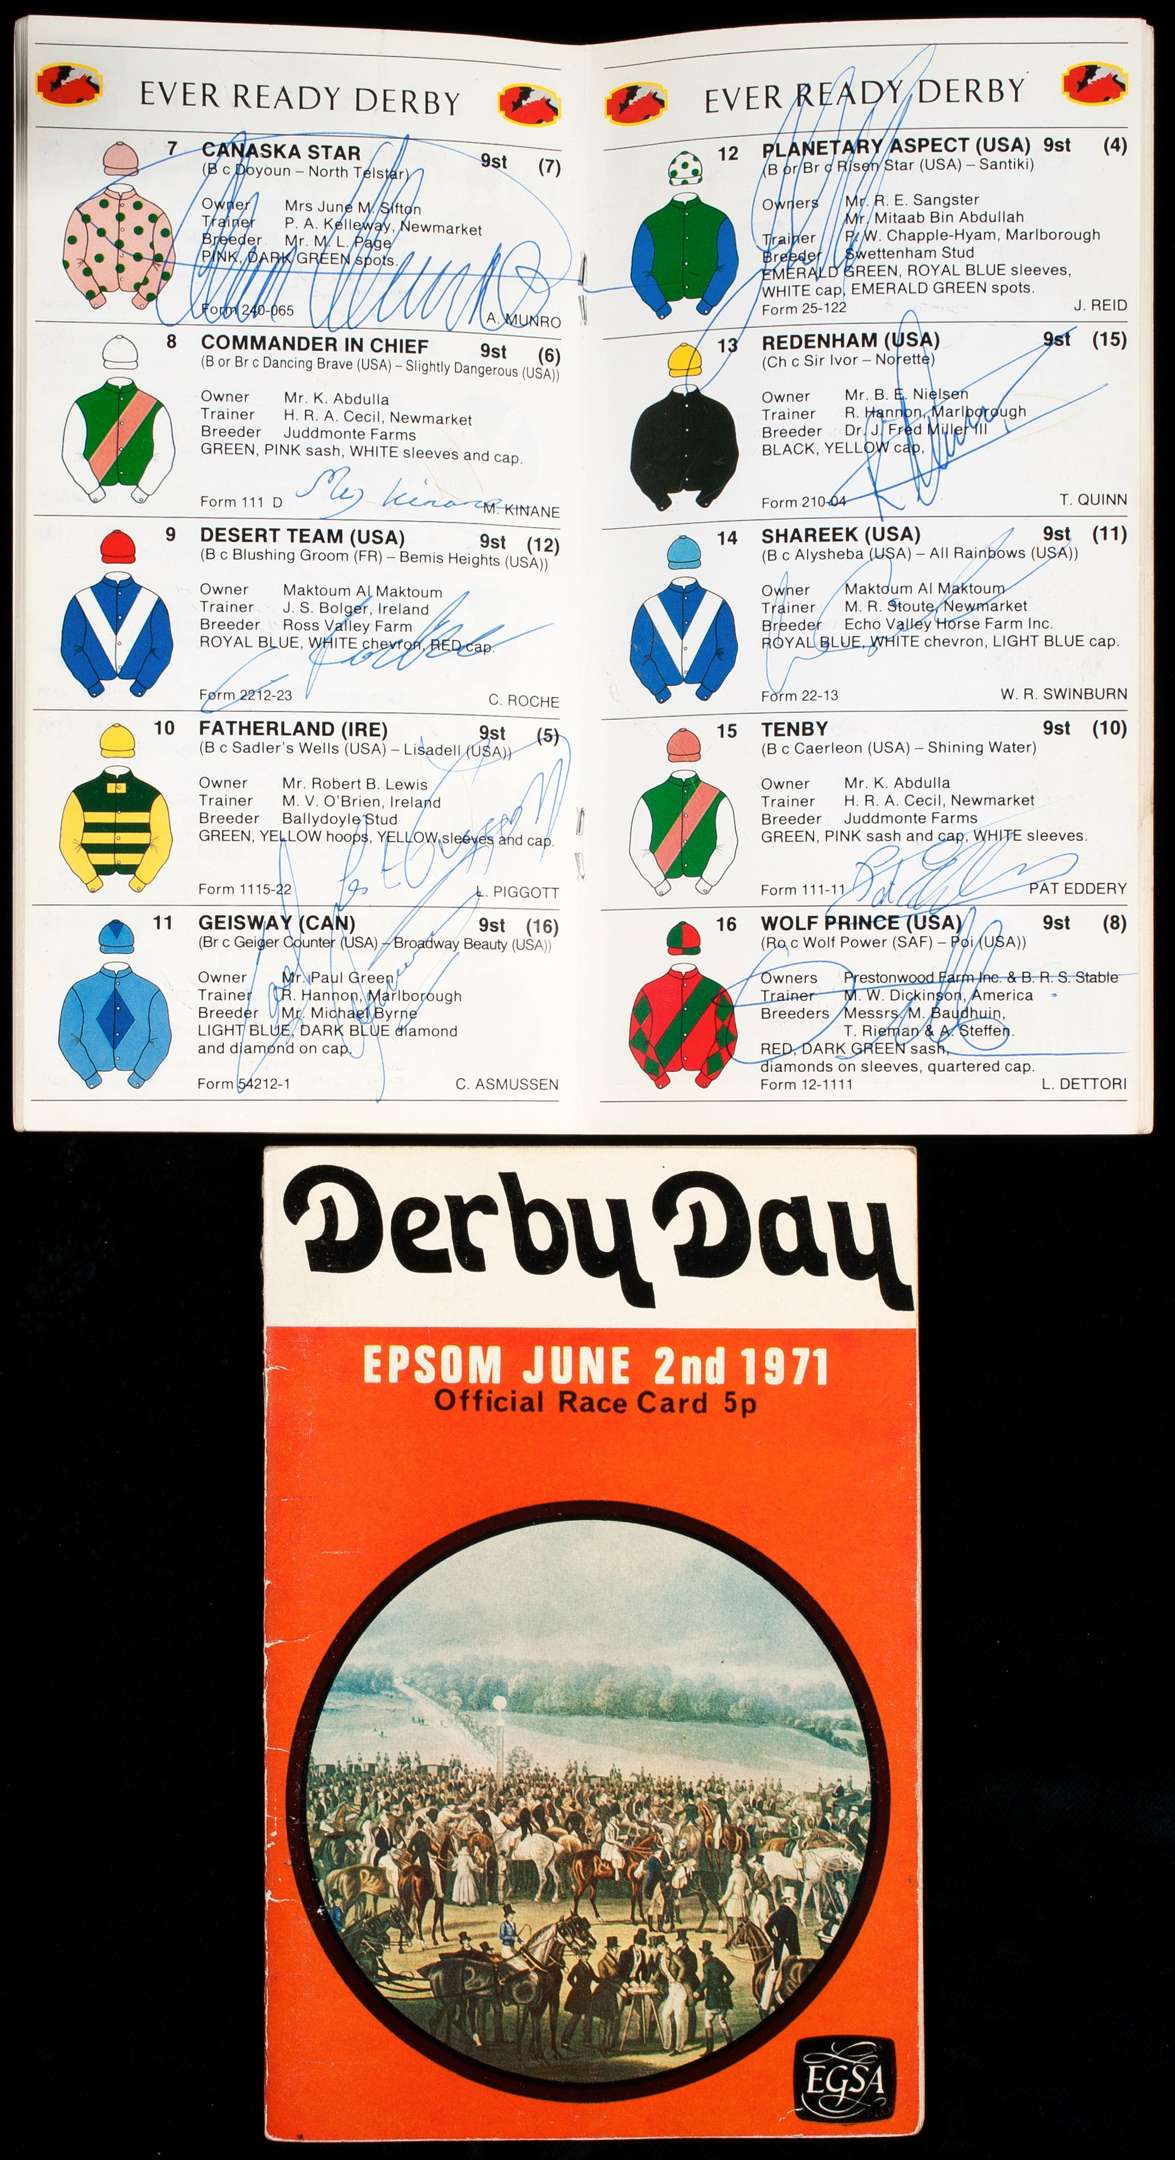 EVER READY DERBY
7 CANASKA STAR 9st (7)
(B c Doyoun – North Telstar)
Owner Mrs June M. Sifton
Trainer P. A. Kelleway, Newmarket
Breeder Mr. M. L. Page
PINK, DARK GREEN spots.
Form 240-065 A. MUNRO
8 COMMANDER IN CHIEF 9st (6)
(B or Br c Dancing Brave (USA) – Slightly Dangerous (USA))
Owner Mr. K. Abdulla
Trainer H. R. A. Cecil, Newmarket
Breeder Juddmonte Farms
GREEN, PINK sash, WHITE sleeves and cap.
Form 111 D M. KINANE
9 DESERT TEAM (USA) 9st (12)
(B c Blushing Groom (FR) – Bemis Heights (USA))
Owner Maktoum Al Maktoum
Trainer J. S. Bolger, Ireland
Breeder Ross Valley Farm
ROYAL BLUE, WHITE chevron, RED cap.
Form 2212-23 C. ROCHE
10 FATHERLAND (IRE) 9st (5)
(B c Sadler's Wells (USA) – Lisadell (USA))
Owner Mr. Robert B. Lewis
Trainer M. V. O'Brien, Ireland
Breeder Ballydoyle Stud
GREEN, YELLOW hoops, YELLOW sleeves and cap.
Form 1115-22 L. PIGGOTT
11 GEISWAY (CAN) 9st (16)
(Br c Geiger Counter (USA) – Broadway Beauty (USA))
Owner Mr. Paul Green
Trainer R. Hannon, Marlborough
Breeder Mr. Michael Byrne
LIGHT BLUE, DARK BLUE diamond
and diamond on cap.
Form 54212-1 C. ASMUSSEN
EVER READY DERBY
12 PLANETARY ASPECT (USA) 9st (4)
(B or Br c Risen Star (USA) – Santiki)
Owners Mr. R. E. Sangster
Mr. Mitaab Bin Abdullah
Trainer P. W. Chapple-Hyam, Marlborough
Breeder Swettenham Stud
EMERALD GREEN, ROYAL BLUE sleeves,
WHITE cap, EMERALD GREEN spots.
Form 25-122 J. REID
13 REDENHAM (USA) 9st (15)
(Ch c Sir Ivor – Norette)
Owner Mr. B. E. Nielsen
Trainer R. Hannon, Marlborough
Breeder Dr. J. Fred Miller III
BLACK, YELLOW cap.
Form 210-04 T. QUINN
14 SHAREEK (USA) 9st (11)
(B c Alysheba (USA) – All Rainbows (USA))
Owner Maktoum Al Maktoum
Trainer M. R. Stoute, Newmarket
Breeder Echo Valley Horse Farm Inc.
ROYAL BLUE, WHITE chevron, LIGHT BLUE cap.
Form 22-13 W. R. SWINBURN
15 TENBY 9st (10)
(B c Caerleon (USA) – Shining Water)
Owner Mr. K. Abdulla
Trainer H. R. A. Cecil, Newmarket
Breeder Juddmonte Farms
GREEN, PINK sash and cap, WHITE sleeves.
Form 111-11 PAT EDDERY
16 WOLF PRINCE (USA) 9st (8)
(Ro c Wolf Power (SAF) – Poi (USA))
Owners Prestonwood Farm Inc. & B. R. S. Stable
Trainer M. W. Dickinson, America
Breeders Messrs. M. Baudhuin,
T. Rieman & A. Steffen.
RED, DARK GREEN sash,
diamonds on sleeves, quartered cap.
Form 12-1111 L. DETTORI
Derby Day
EPSOM JUNE 2nd 1971
Official Race Card 5p
EGSA